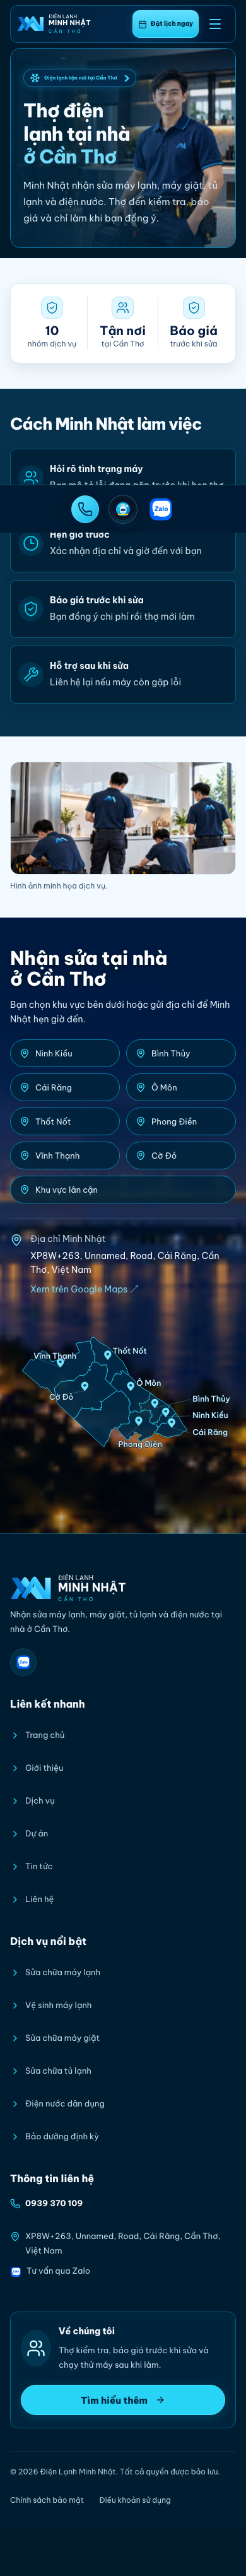 ĐIỆN LẠNH
MINH NHẬT
CẦN THƠ
Đặt lịch ngay
Điện lạnh tận nơi tại Cần Thơ
Thợ điện
lạnh tại nhà
ở Cần Thơ
Minh Nhật nhận sửa máy lạnh, máy giặt, tủ
lạnh và điện nước. Thợ đến kiểm tra, báo
giá và chỉ làm khi bạn đồng ý.
10
nhóm dịch vụ
Tận nơi
tại Cần Thơ
Báo giá
trước khi sửa
Cách Minh Nhật làm việc
Hỏi rõ tình trạng máy
Zalo
Hẹn giờ trước
Xác nhận địa chỉ và giờ đến với bạn
Báo giá trước khi sửa
Bạn đồng ý chi phí rồi thợ mới làm
Hỗ trợ sau khi sửa
Liên hệ lại nếu máy còn gặp lỗi
Hình ảnh minh họa dịch vụ.
Nhận sửa tại nhà
ở Cần Thơ
Bạn chọn khu vực bên dưới hoặc gửi địa chỉ để Minh
Nhật hẹn giờ đến.
Ninh Kiều
Bình Thủy
Cái Răng
Ô Môn
Thốt Nốt
Phong Điền
Vĩnh Thạnh
Cờ Đỏ
Khu vực lân cận
Địa chỉ Minh Nhật
XP8W+263, Unnamed, Road, Cái Răng, Cần
Thơ, Việt Nam
Xem trên Google Maps ↗
Thốt Nốt
Vĩnh Thạnh
Ô Môn
Cờ Đỏ
Bình Thủy
Ninh Kiều
Cái Răng
Phong Điền
ĐIỆN LẠNH
MINH NHẬT
CẦN THƠ
Nhận sửa máy lạnh, máy giặt, tủ lạnh và điện nước tại
nhà ở Cần Thơ.
Zalo
Liên kết nhanh
Trang chủ
Giới thiệu
Dịch vụ
Dự án
Tin tức
Liên hệ
Dịch vụ nổi bật
Sửa chữa máy lạnh
Vệ sinh máy lạnh
Sửa chữa máy giặt
Sửa chữa tủ lạnh
Điện nước dân dụng
Bảo dưỡng định kỳ
Thông tin liên hệ
0939 370 109
XP8W+263, Unnamed, Road, Cái Răng, Cần Thơ,
Việt Nam
Tư vấn qua Zalo
Về chúng tôi
Thợ kiểm tra, báo giá trước khi sửa và
chạy thử máy sau khi làm.
Tìm hiểu thêm →
© 2026 Điện Lạnh Minh Nhật. Tất cả quyền được bảo lưu.
Chính sách bảo mật
Điều khoản sử dụng